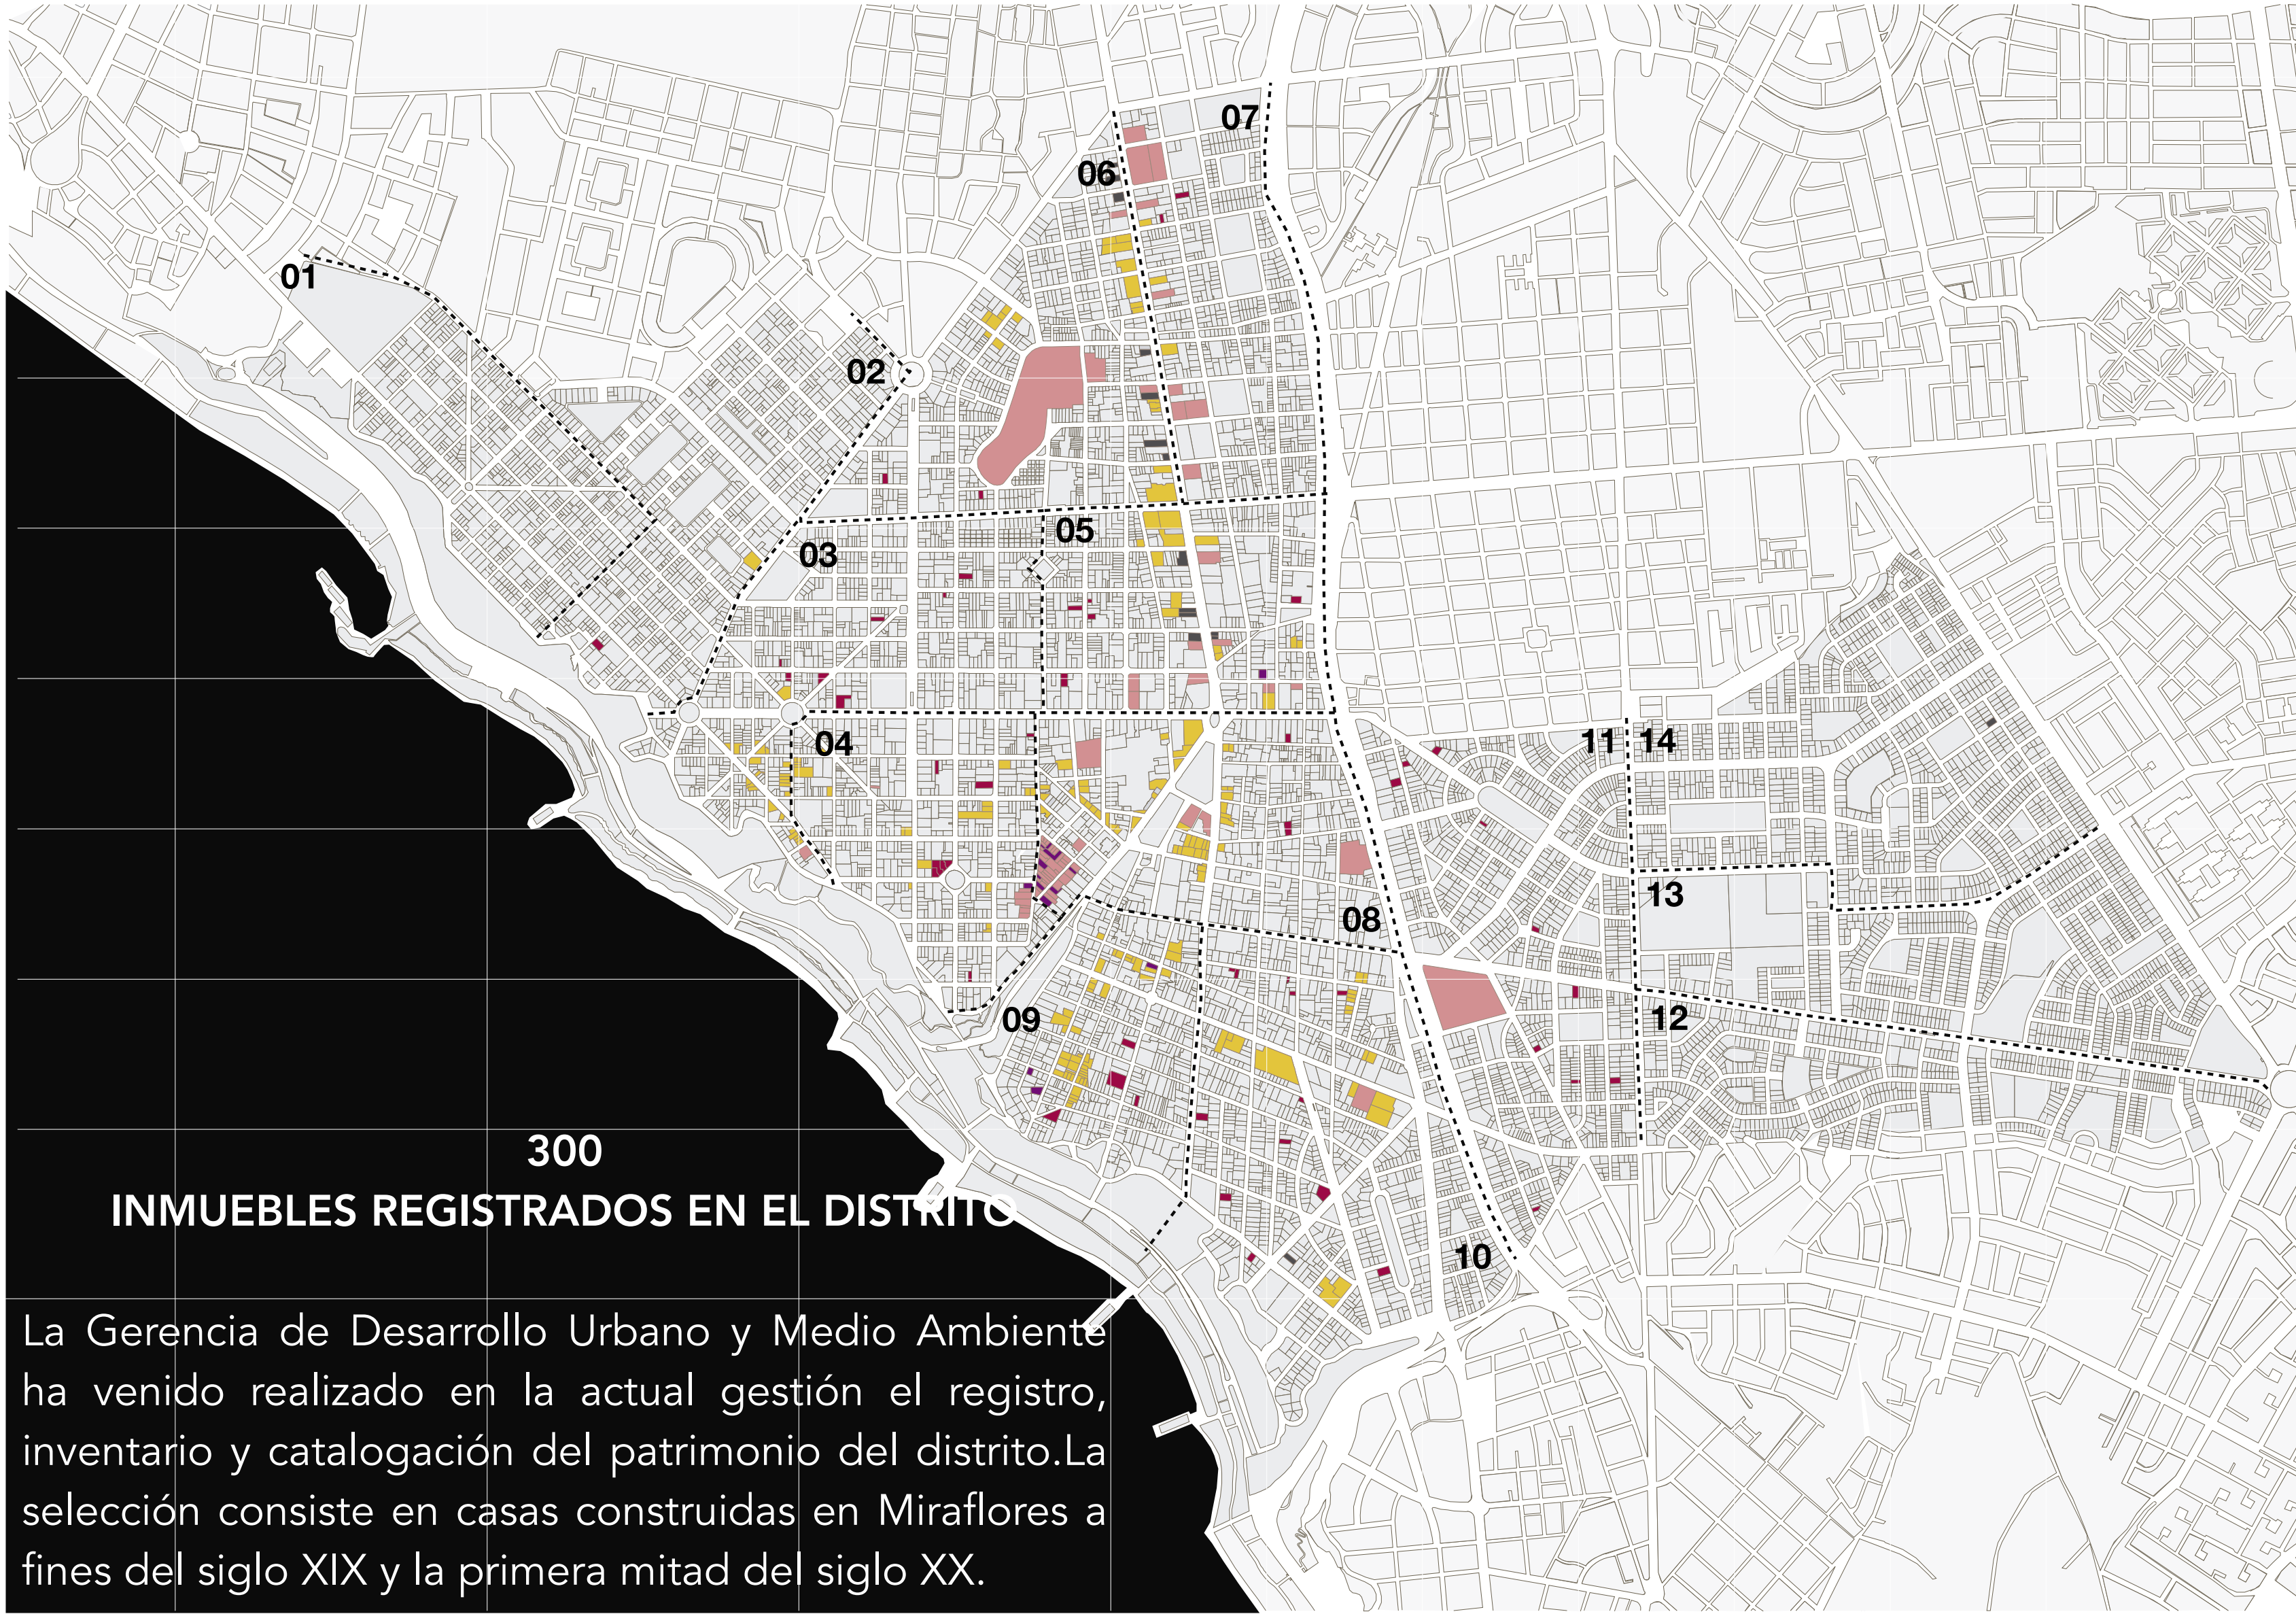 07
06
01
02
05
03
11 14
04
13
08
09
12
300
INMUEBLES REGISTRADOS EN EL DISTRITO
10
La Gerencia de Desarrollo Urbano y Medio Ambiente
ha venido realizado en la actual gestión el registro,
inventario y catalogación del patrimonio del distrito.La
selección consiste en casas construidas en Miraflores a
fines del siglo XIX y la primera mitad del siglo XX.